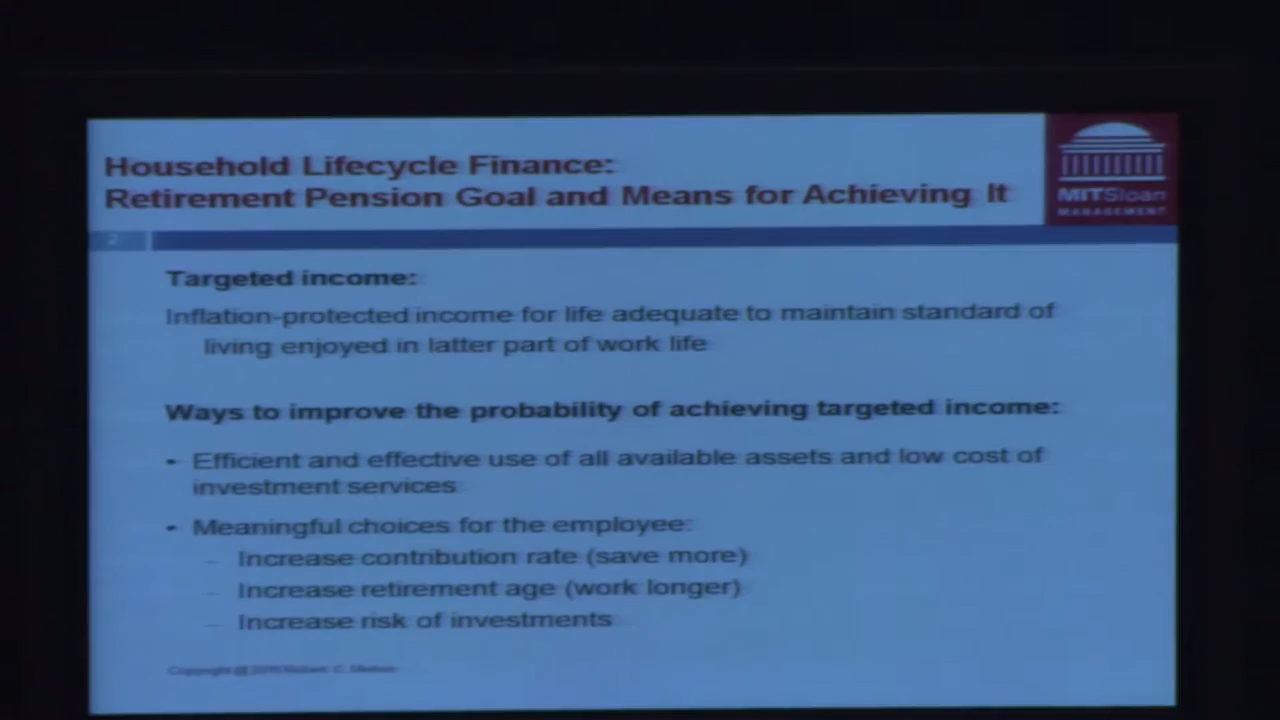 Household Lifecycle Finance:
Retirement Pension Goal and Means for Achieving It
MITSloan
MANAGEMENT
2
Targeted income:
Inflation-protected income for life adequate to maintain standard of
living enjoyed in latter part of work life
Ways to improve the probability of achieving targeted income:
• Efficient and effective use of all available assets and low cost of
investment services
• Meaningful choices for the employee:
– Increase contribution rate (save more)
– Increase retirement age (work longer)
– Increase risk of investments
Copyright Robert C.